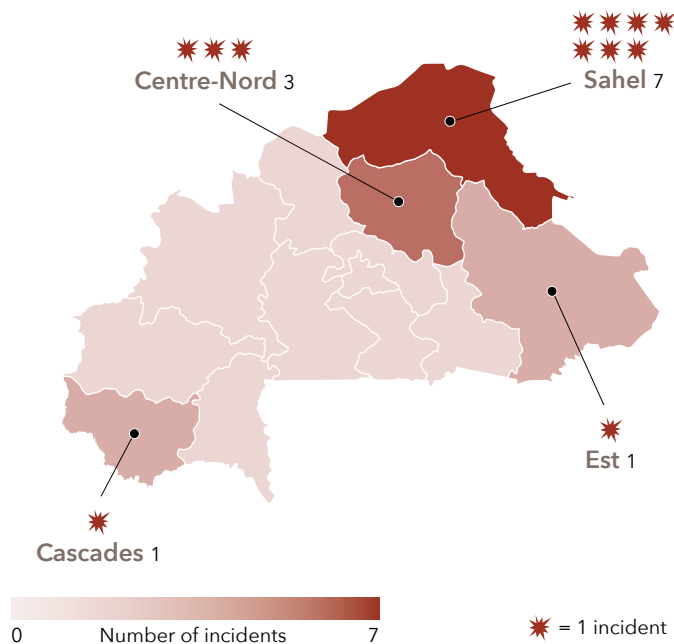 Centre-Nord 3
Sahel 7
Est 1
Cascades 1
0 Number of incidents 7
= 1 incident